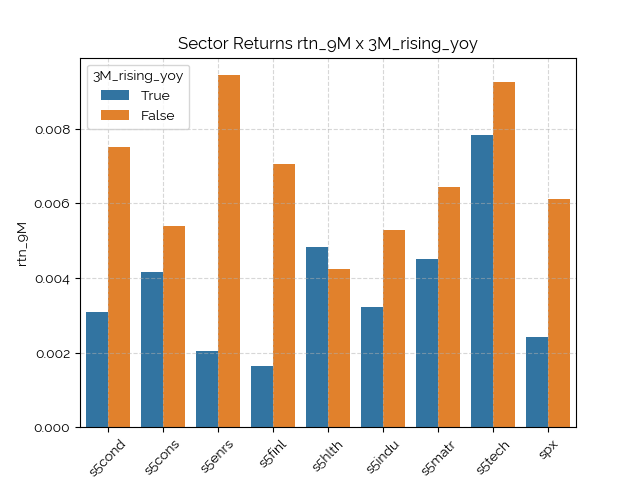 Sector Returns rtn_9M x 3M_rising_yoy
3M_rising_yoy
True
False
0.008
0.006
0.004
0.002
0.000
rtn_9M
s5cond
s5cons
s5enrs
s5finl
s5hlth
s5indu
s5matr
s5tech
spx